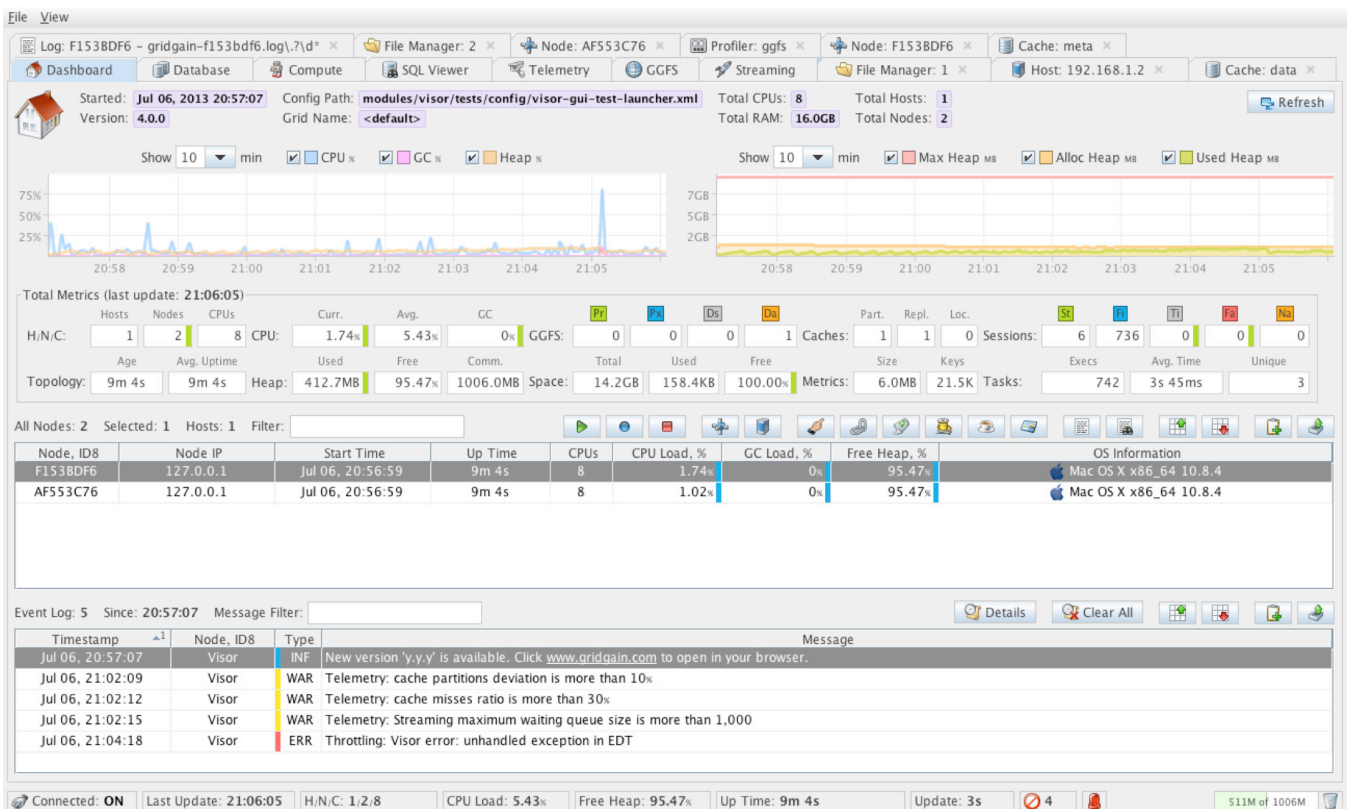 File View
Log: F153BDF6 - gridgain-f153bdf6.log\.?\d* File Manager: 2 Node: AF553C76 Profiler: ggfs Node: F153BDF6 Cache: meta
Dashboard Database Compute SQL Viewer Telemetry GGFS Streaming File Manager: 1 Host: 192.168.1.2 Cache: data
Started: Jul 06, 2013 20:57:07 Config Path: modules/visor/tests/config/visor-gui-test-launcher.xml Total CPUs: 8 Total Hosts: 1 Refresh
Version: 4.0.0 Grid Name: <default> Total RAM: 16.0GB Total Nodes: 2
Show 10 min CPU % GC % Heap % Show 10 min Max Heap MB Alloc Heap MB Used Heap MB
75% 7GB
50% 5GB
25% 2GB
20:58 20:59 21:00 21:01 21:02 21:03 21:04 21:05 20:58 20:59 21:00 21:01 21:02 21:03 21:04 21:05
Total Metrics (last update: 21:06:05)
Hosts Nodes CPUs Curr. Avg. GC Pr Px Ds Da Part. Repl. Loc. St Fi Ti Fa Na
H/N/C: 1 2 8 CPU: 1.74% 5.43% 0% GGFS: 0 0 0 1 Caches: 1 1 0 Sessions: 6 736 0 0 0
Age Avg. Uptime Used Free Comm. Total Used Free Size Keys Execs Avg. Time Unique
Topology: 9m 4s 9m 4s Heap: 412.7MB 95.47% 1006.0MB Space: 14.2GB 158.4KB 100.00% Metrics: 6.0MB 21.5K Tasks: 742 3s 45ms 3
All Nodes: 2 Selected: 1 Hosts: 1 Filter:
Node, ID8 Node IP Start Time Up Time CPUs CPU Load, % GC Load, % Free Heap, % OS Information
F153BDF6 127.0.0.1 Jul 06, 20:56:59 9m 4s 8 1.74% 0% 95.47% Mac OS X x86_64 10.8.4
AF553C76 127.0.0.1 Jul 06, 20:56:59 9m 4s 8 1.02% 0% 95.47% Mac OS X x86_64 10.8.4
Event Log: 5 Since: 20:57:07 Message Filter: Details Clear All
Timestamp 1 Node, ID8 Type Message
Jul 06, 20:57:07 Visor INF New version 'y.y.y' is available. Click www.gridgain.com to open in your browser.
Jul 06, 21:02:09 Visor WAR Telemetry: cache partitions deviation is more than 10%
Jul 06, 21:02:12 Visor WAR Telemetry: cache misses ratio is more than 30%
Jul 06, 21:02:15 Visor WAR Telemetry: Streaming maximum waiting queue size is more than 1,000
Jul 06, 21:04:18 Visor ERR Throttling: Visor error: unhandled exception in EDT
Connected: ON Last Update: 21:06:05 H/N/C: 1/2/8 CPU Load: 5.43% Free Heap: 95.47% Up Time: 9m 4s Update: 3s 4 511M of 1006M